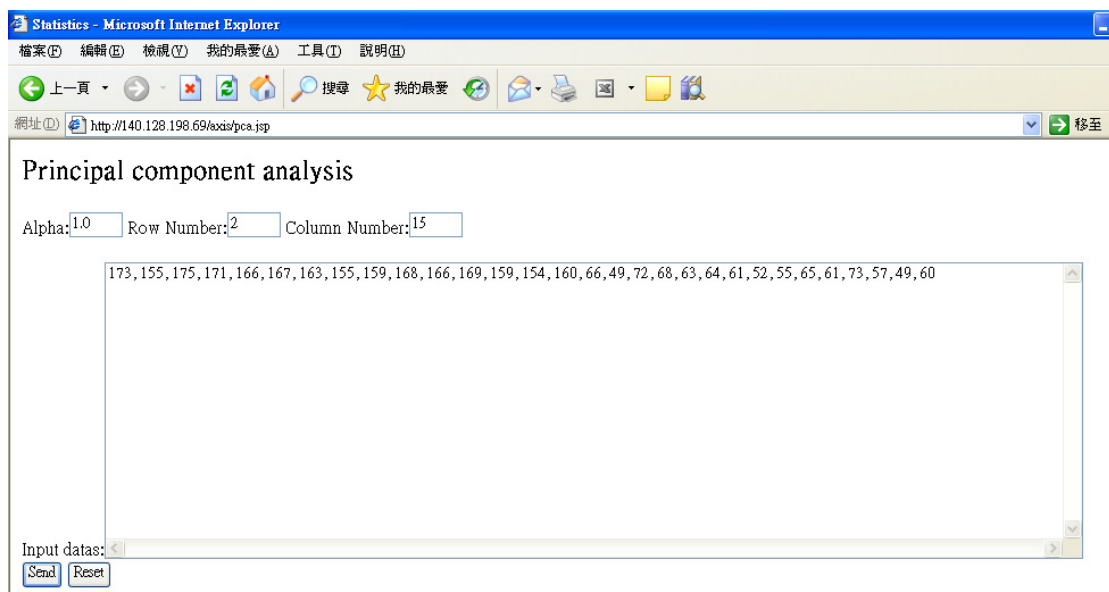 Statistics - Microsoft Internet Explorer
檔案(F) 編輯(E) 檢視(V) 我的最愛(A) 工具(T) 說明(H)
上一頁 搜尋 我的最愛
網址(D) http://140.128.198.69/axis/pca.jsp 移至
Principal component analysis
Alpha:1.0 Row Number:2 Column Number:15
173,155,175,171,166,167,163,155,159,168,166,169,159,154,160,66,49,72,68,63,64,61,52,55,65,61,73,57,49,60
Input datas:
Send Reset